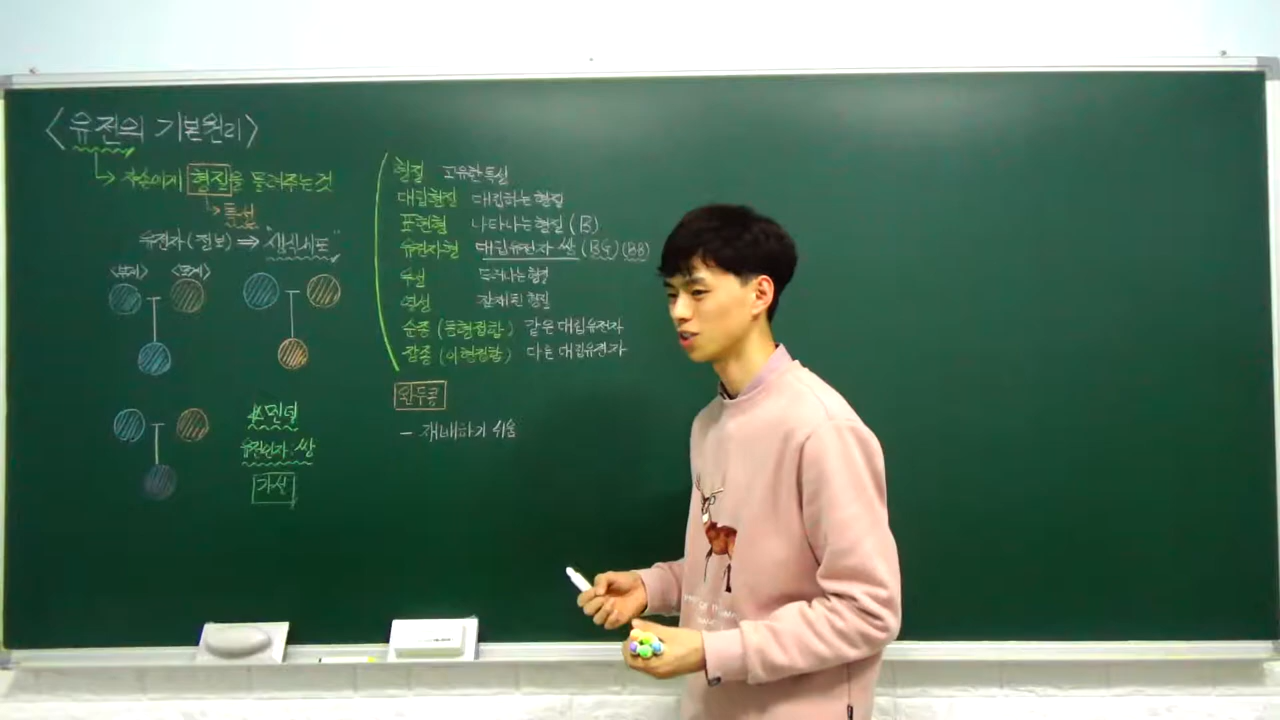 <유전의 기본원리>
자손에게 형질을 물려주는 것
특성
유전자(정보) ⇒ "생식세포"
<부계> <모계>
멘델
유전인자:쌍
가설
형질 고유한 특성
대립형질 대립하는 형질
표현형 나타나는 형질 (B)
유전자형 대립유전자 쌍 (BG) (BB)
우선 드러나는 형질
열성 잠재된 형질
순종 (동형접합) 같은 대립유전자
잡종 (이형접합) 다른 대립유전자
완두콩
- 재배하기 쉬움